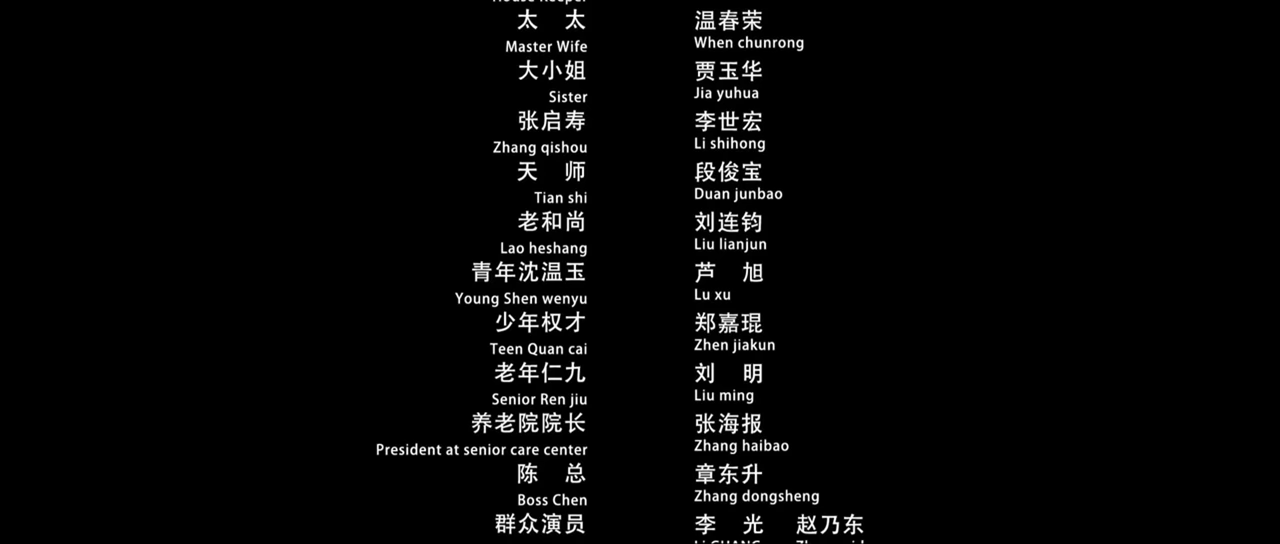 House Keeper
太 太 温春荣
Master Wife When chunrong
大小姐 贾玉华
Sister Jia yuhua
张启寿 李世宏
Zhang qishou Li shihong
天 师 段俊宝
Tian shi Duan junbao
老和尚 刘连钧
Lao heshang Liu lianjun
青年沈温玉 芦 旭
Young Shen wenyu Lu xu
少年权才 郑嘉琨
Teen Quan cai Zhen jiakun
老年仁九 刘 明
Senior Ren jiu Liu ming
养老院院长 张海报
President at senior care center Zhang haibao
陈 总 章东升
Boss Chen Zhang dongsheng
群众演员 李 光 赵乃东